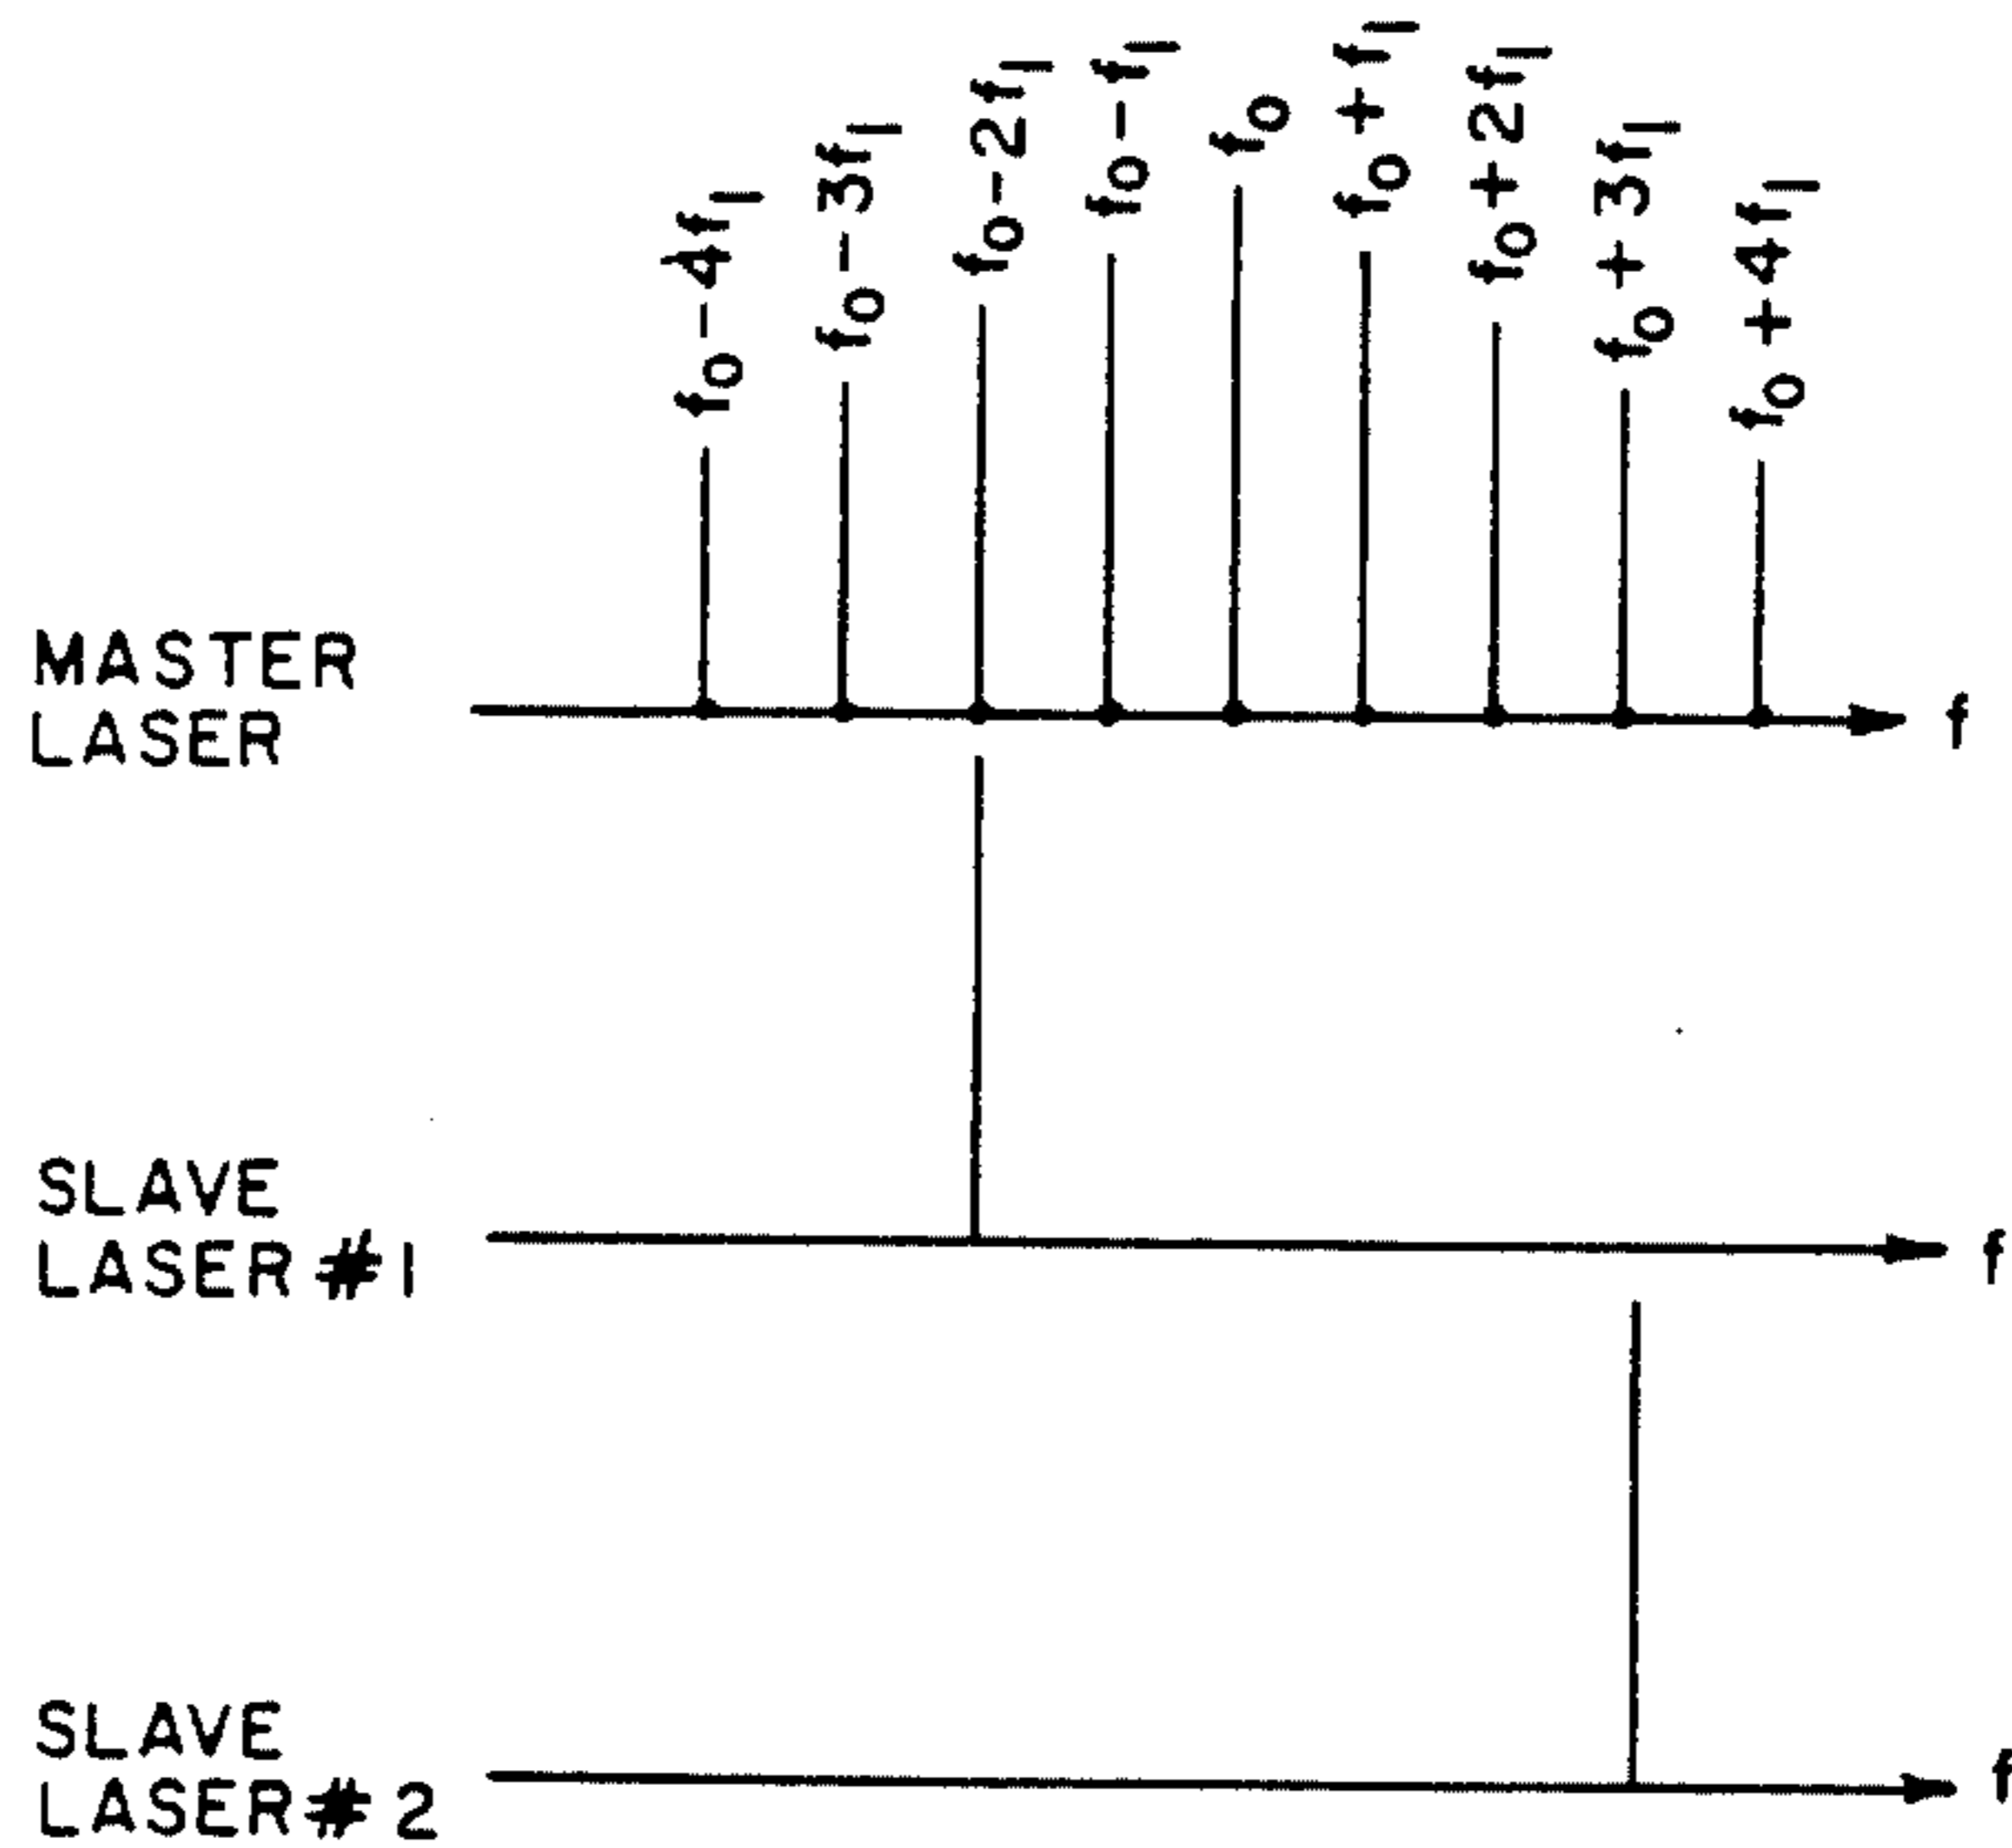 f₀-4f₁
f₀-3f₁
f₀-2f₁
f₀-f₁
f₀
f₀+f₁
f₀+2f₁
f₀+3f₁
f₀+4f₁
MASTER
LASER
f
SLAVE
LASER #1
f
SLAVE
LASER #2
f